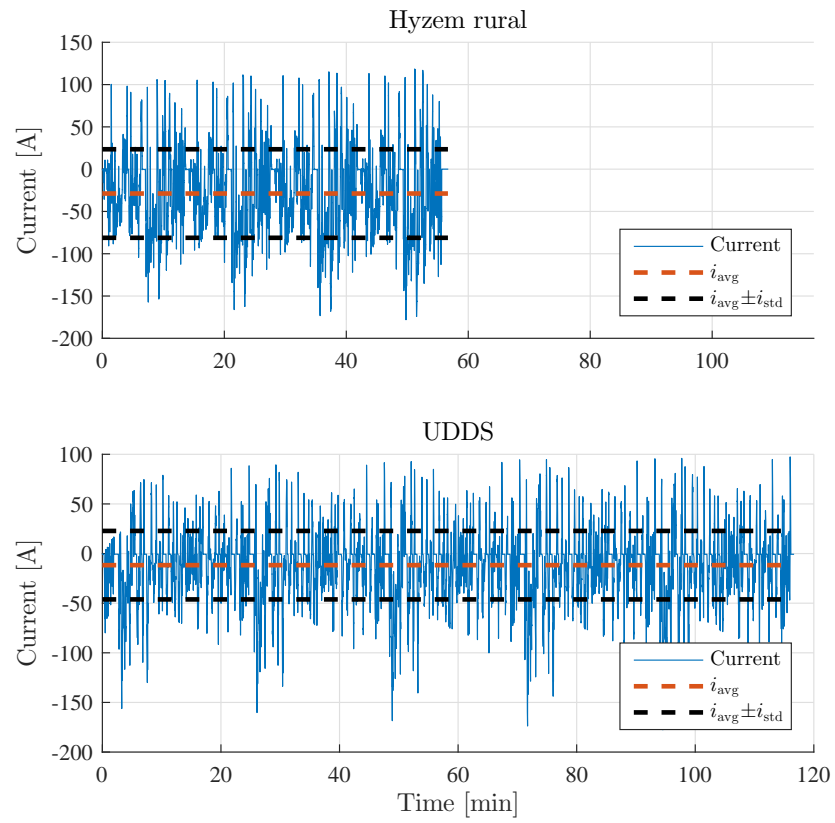 Hyzem rural
150
100
50
0
-50
-100
-150
-200
Current [A]
0 20 40 60 80 100
Current
i_avg
i_avg±i_std
UDDS
100
50
0
-50
-100
-150
-200
Current [A]
0 20 40 60 80 100 120
Time [min]
Current
i_avg
i_avg±i_std